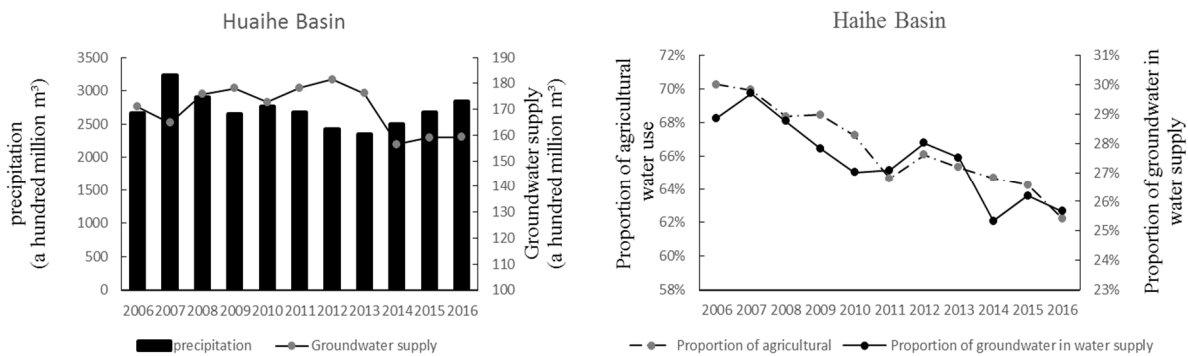 Huaihe Basin
precipitation
(a hundred million m³)
3500
3000
2500
2000
1500
1000
500
0
190
180
170
160
150
140
130
120
110
100
Groundwater supply
(a hundred million m³)
2006 2007 2008 2009 2010 2011 2012 2013 2014 2015 2016
precipitation
Groundwater supply
Haihe Basin
Proportion of agricultural
water use
72%
70%
68%
66%
64%
62%
60%
58%
31%
30%
29%
28%
27%
26%
25%
24%
23%
Proportion of groundwater in
water supply
2006 2007 2008 2009 2010 2011 2012 2013 2014 2015 2016
Proportion of agricultural
Proportion of groundwater in water supply